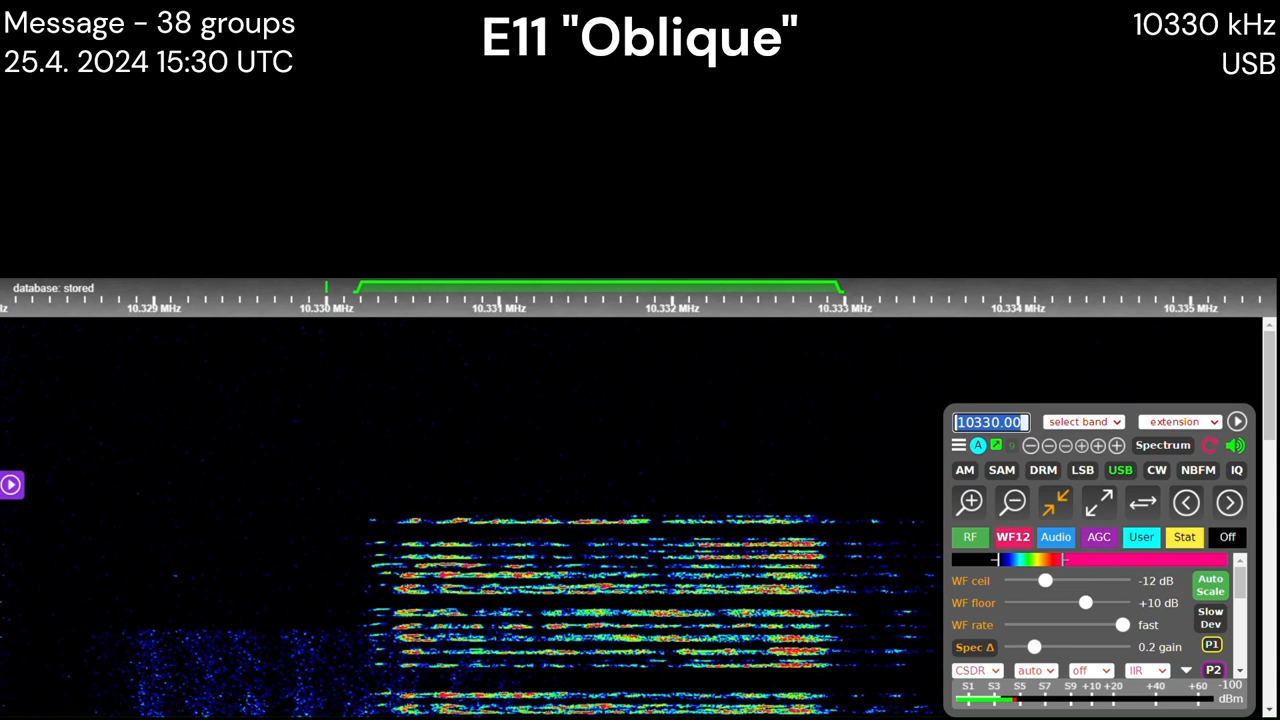 Message - 38 groups
25.4. 2024 15:30 UTC
E11 "Oblique"
10330 kHz
USB
database: stored
Hz 10.329 MHz 10.330 MHz 10.331 MHz 10.332 MHz 10.333 MHz 10.334 MHz 10.335 MHz
10330.00 select band extension
A 9 Spectrum
AM SAM DRM LSB USB CW NBFM IQ
RF WF12 Audio AGC User Stat Off
WF ceil -12 dB Auto Scale
WF floor +10 dB Slow Dev
WF rate fast
Spec Δ 0.2 gain P1
CSDR auto off IIR P2
S1 S3 S5 S7 S9 +10 +20 +40 +60 -100
dBm